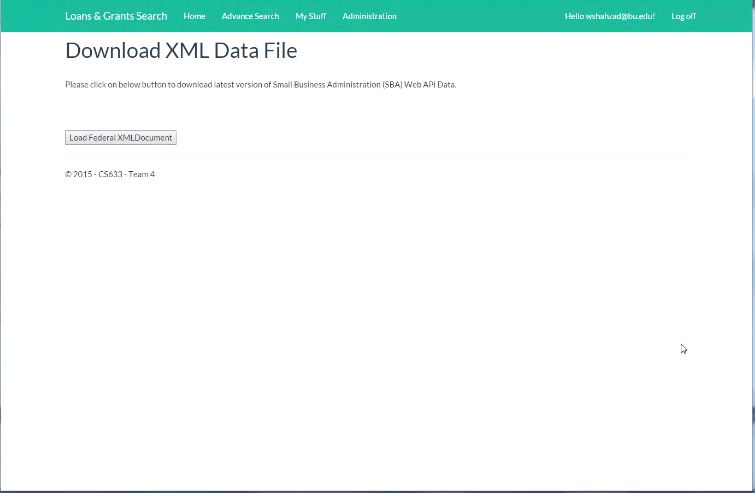 Loans & Grants Search Home Advance Search My Stuff Administration Hello wshahzad@bu.edu! Log off
Download XML Data File
Please click on below button to download latest version of Small Business Administration (SBA) Web APi Data.
Load Federal XMLDocument
© 2015 - CS633 - Team 4